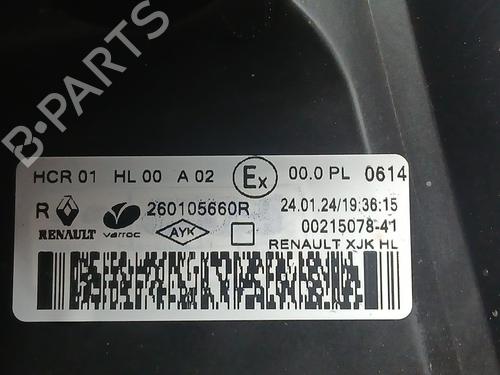 B-PARTS
HCR 01 HL 00 A 02 Ex 00.0 PL 0614
R RENAULT varroc 260105660R AYK 24.01.24/19:36:15
00215078-41
RENAULT XJK HL